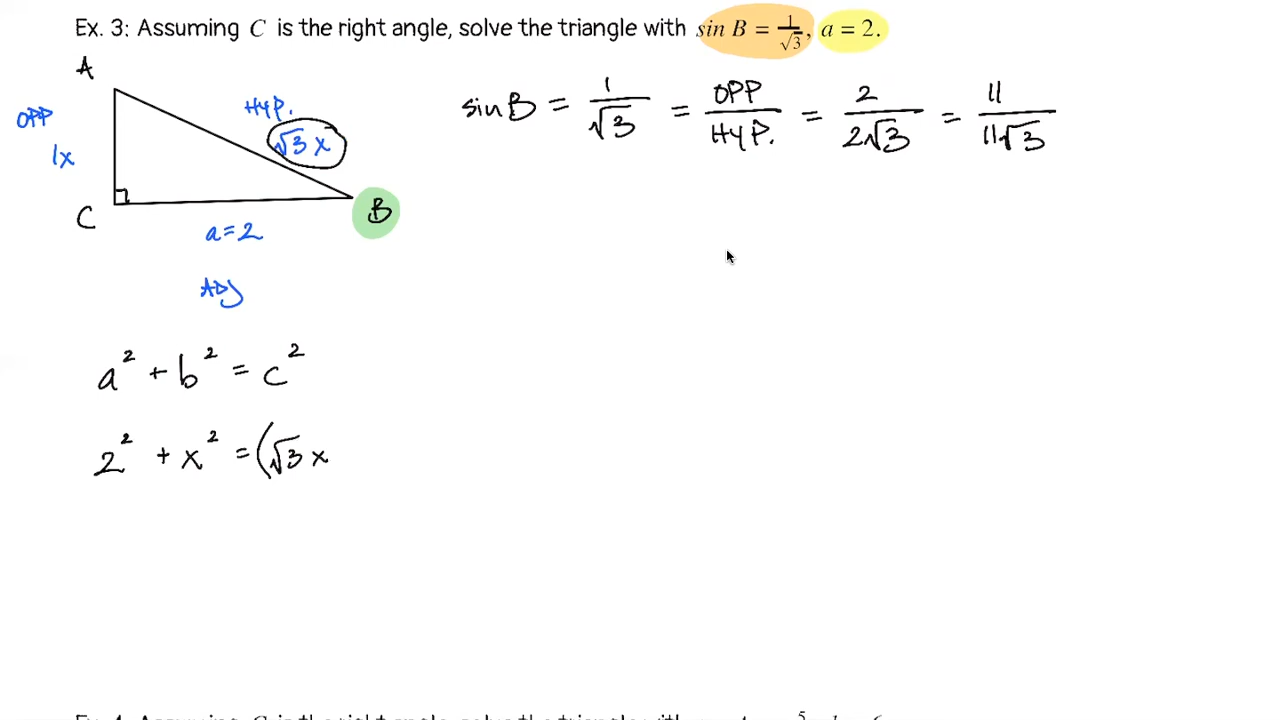 Ex. 3: Assuming C is the right angle, solve the triangle with sin B = 1/√3, a = 2.
A
OPP
1x
HYP.
√3 x
C
B
a = 2
ADJ
sin B = 1/√3 = OPP/HYP. = 2/2√3 = 11/11√3
a² + b² = c²
2² + x² = (√3 x